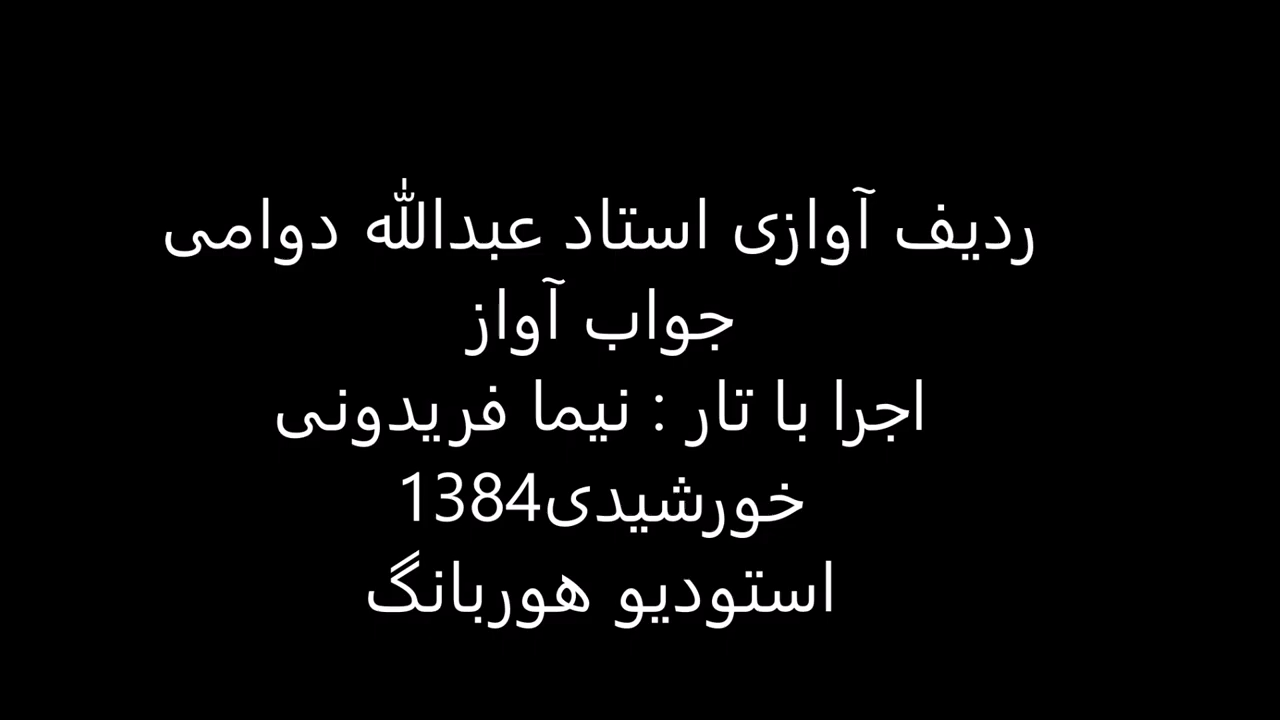 ردیف آوازی استاد عبدالله دوامی
جواب آواز
اجرا با تار : نیما فریدونی
خورشیدی1384
استودیو هوربانگ